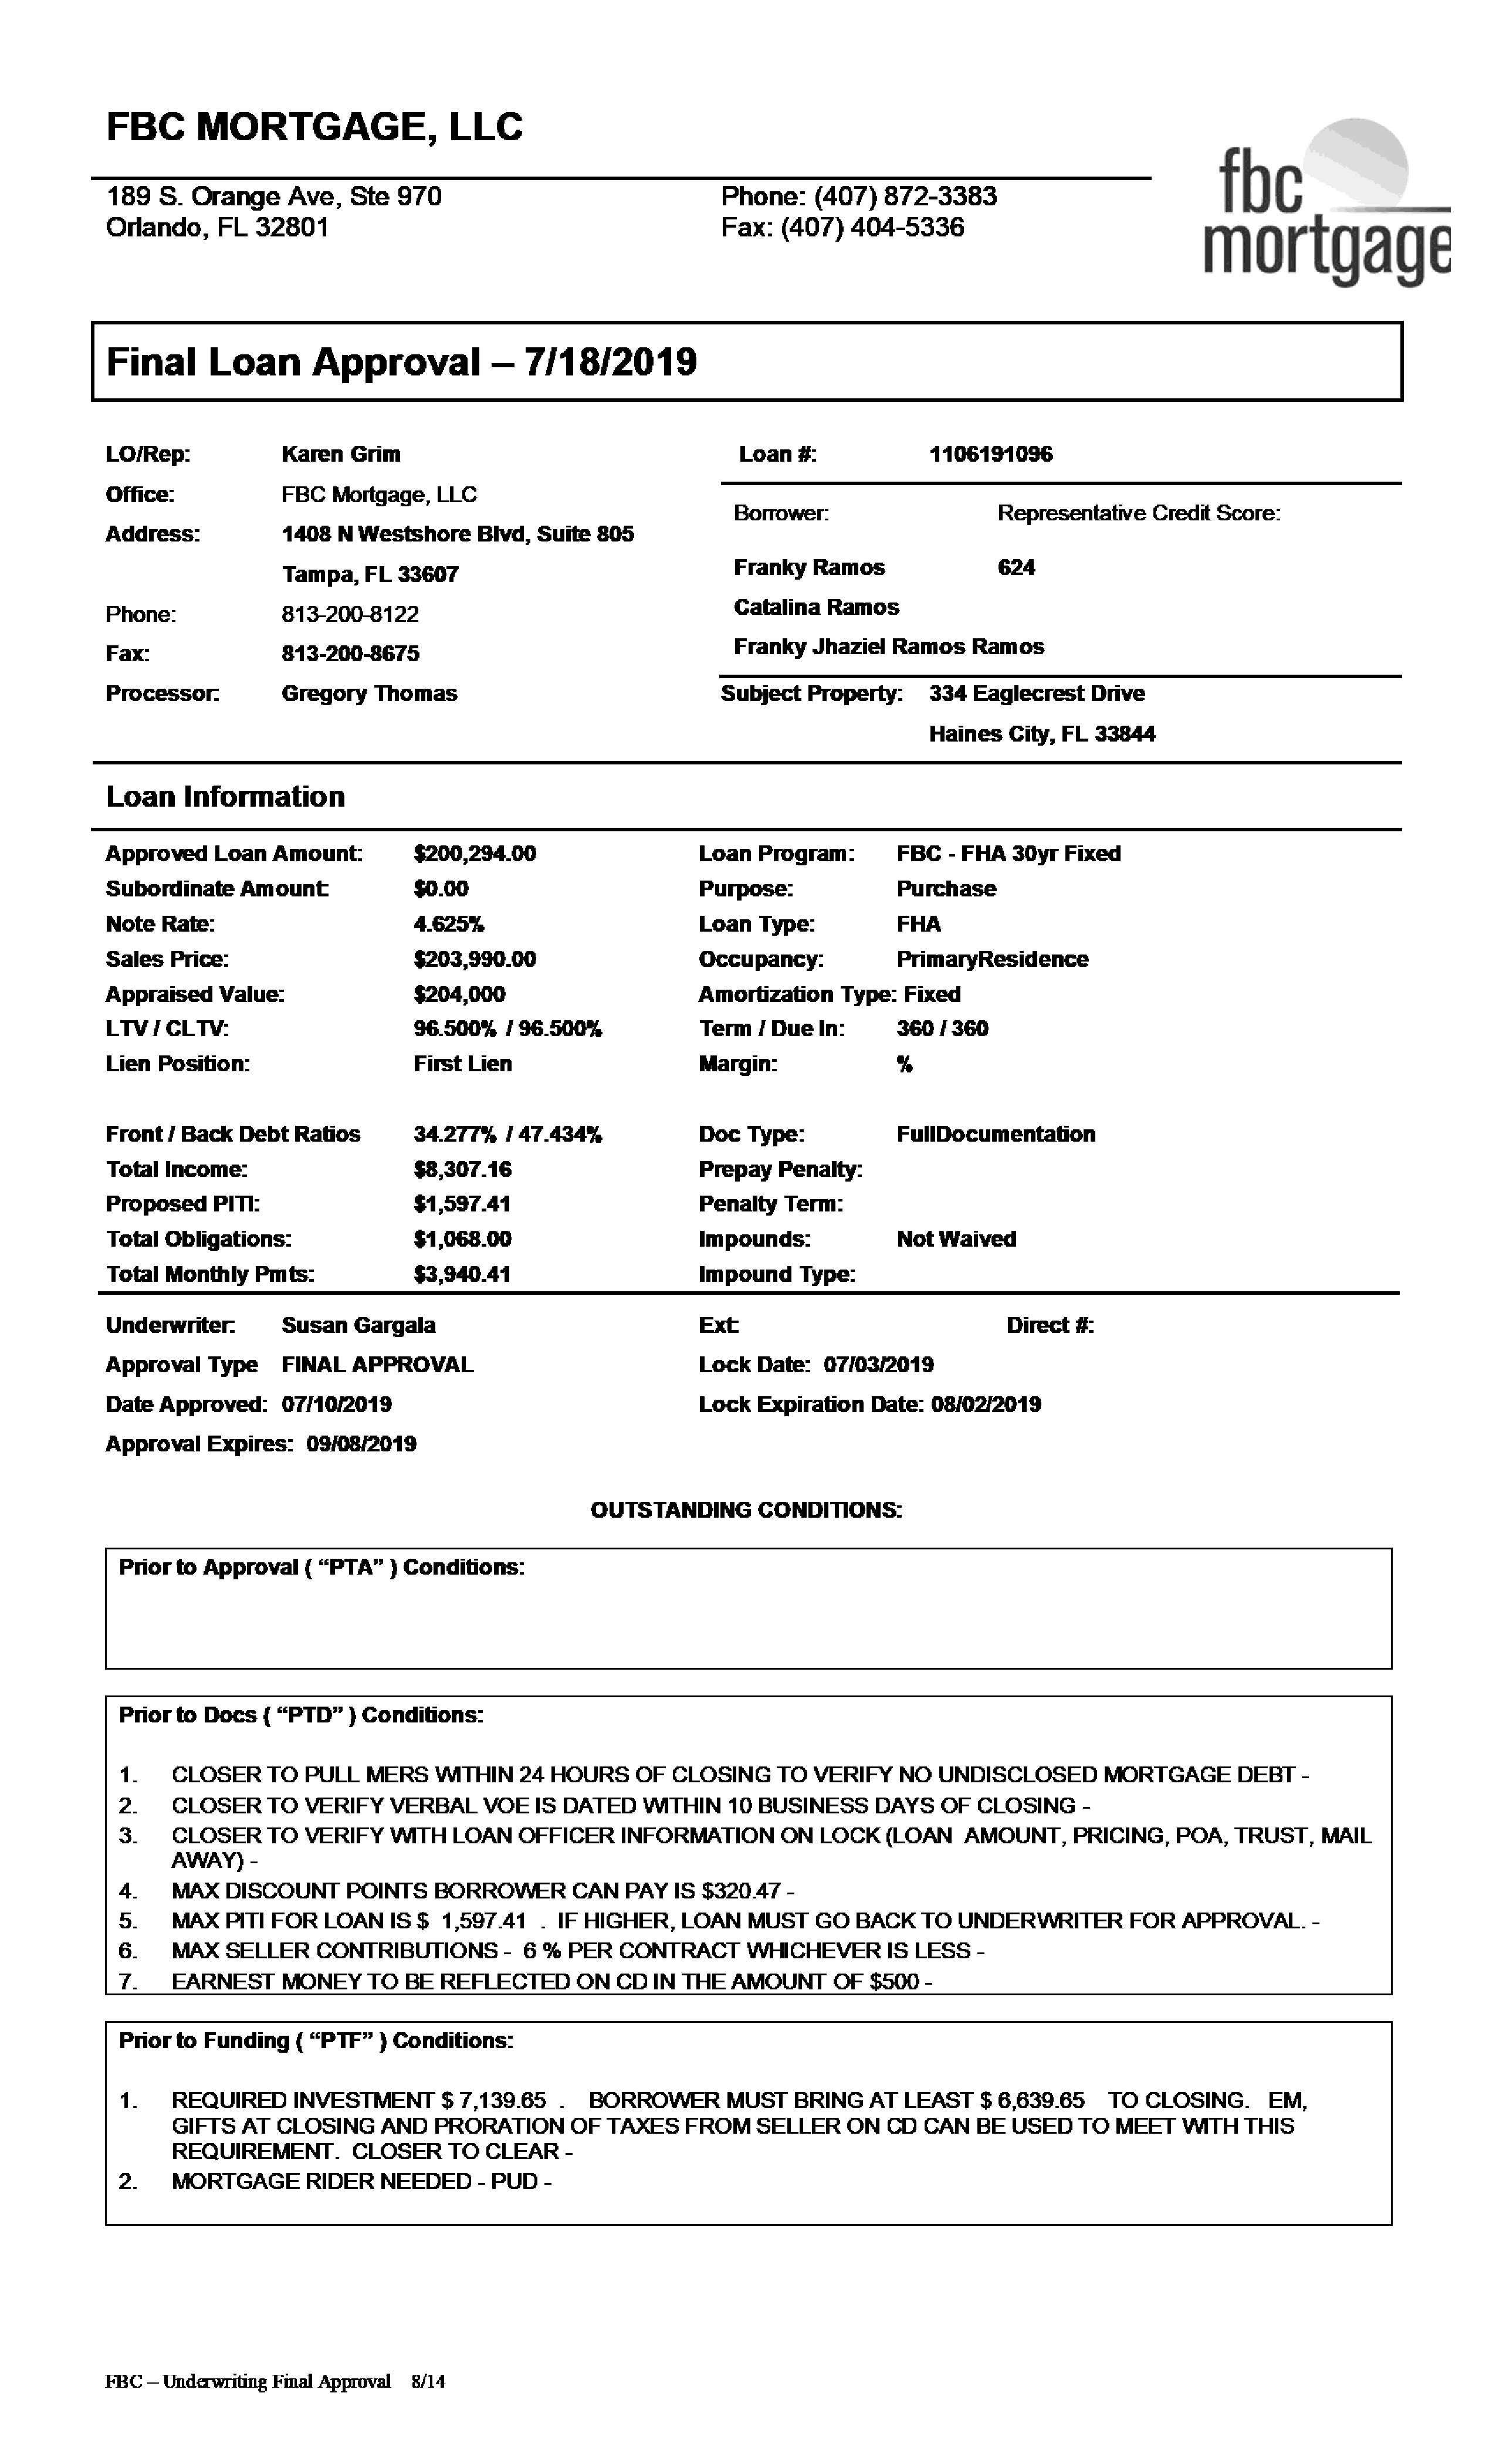 FBC MORTGAGE, LLC
189 S. Orange Ave, Ste 970 Phone: (407) 872-3383
Orlando, FL 32801 Fax: (407) 404-5336
fbc
mortgage
Final Loan Approval – 7/18/2019
LO/Rep: Karen Grim Loan #: 1106191096
Office: FBC Mortgage, LLC
Borrower: Representative Credit Score:
Address: 1408 N Westshore Blvd, Suite 805
Tampa, FL 33607 Franky Ramos 624
Phone: 813-200-8122 Catalina Ramos
Fax: 813-200-8675 Franky Jhaziel Ramos Ramos
Processor: Gregory Thomas Subject Property: 334 Eaglecrest Drive
Haines City, FL 33844
Loan Information
Approved Loan Amount: $200,294.00 Loan Program: FBC - FHA 30yr Fixed
Subordinate Amount: $0.00 Purpose: Purchase
Note Rate: 4.625% Loan Type: FHA
Sales Price: $203,990.00 Occupancy: PrimaryResidence
Appraised Value: $204,000 Amortization Type: Fixed
LTV / CLTV: 96.500% / 96.500% Term / Due In: 360 / 360
Lien Position: First Lien Margin: %
Front / Back Debt Ratios 34.277% / 47.434% Doc Type: FullDocumentation
Total Income: $8,307.16 Prepay Penalty:
Proposed PITI: $1,597.41 Penalty Term:
Total Obligations: $1,068.00 Impounds: Not Waived
Total Monthly Pmts: $3,940.41 Impound Type:
Underwriter: Susan Gargala Ext: Direct #:
Approval Type FINAL APPROVAL Lock Date: 07/03/2019
Date Approved: 07/10/2019 Lock Expiration Date: 08/02/2019
Approval Expires: 09/08/2019
OUTSTANDING CONDITIONS:
Prior to Approval ( “PTA” ) Conditions:
Prior to Docs ( “PTD” ) Conditions:
1. CLOSER TO PULL MERS WITHIN 24 HOURS OF CLOSING TO VERIFY NO UNDISCLOSED MORTGAGE DEBT -
2. CLOSER TO VERIFY VERBAL VOE IS DATED WITHIN 10 BUSINESS DAYS OF CLOSING -
3. CLOSER TO VERIFY WITH LOAN OFFICER INFORMATION ON LOCK (LOAN AMOUNT, PRICING, POA, TRUST, MAIL
AWAY) -
4. MAX DISCOUNT POINTS BORROWER CAN PAY IS $320.47 -
5. MAX PITI FOR LOAN IS $ 1,597.41 . IF HIGHER, LOAN MUST GO BACK TO UNDERWRITER FOR APPROVAL. -
6. MAX SELLER CONTRIBUTIONS - 6 % PER CONTRACT WHICHEVER IS LESS -
7. EARNEST MONEY TO BE REFLECTED ON CD IN THE AMOUNT OF $500 -
Prior to Funding ( “PTF” ) Conditions:
1. REQUIRED INVESTMENT $ 7,139.65 . BORROWER MUST BRING AT LEAST $ 6,639.65 TO CLOSING. EM,
GIFTS AT CLOSING AND PRORATION OF TAXES FROM SELLER ON CD CAN BE USED TO MEET WITH THIS
REQUIREMENT. CLOSER TO CLEAR -
2. MORTGAGE RIDER NEEDED - PUD -
FBC – Underwriting Final Approval 8/14